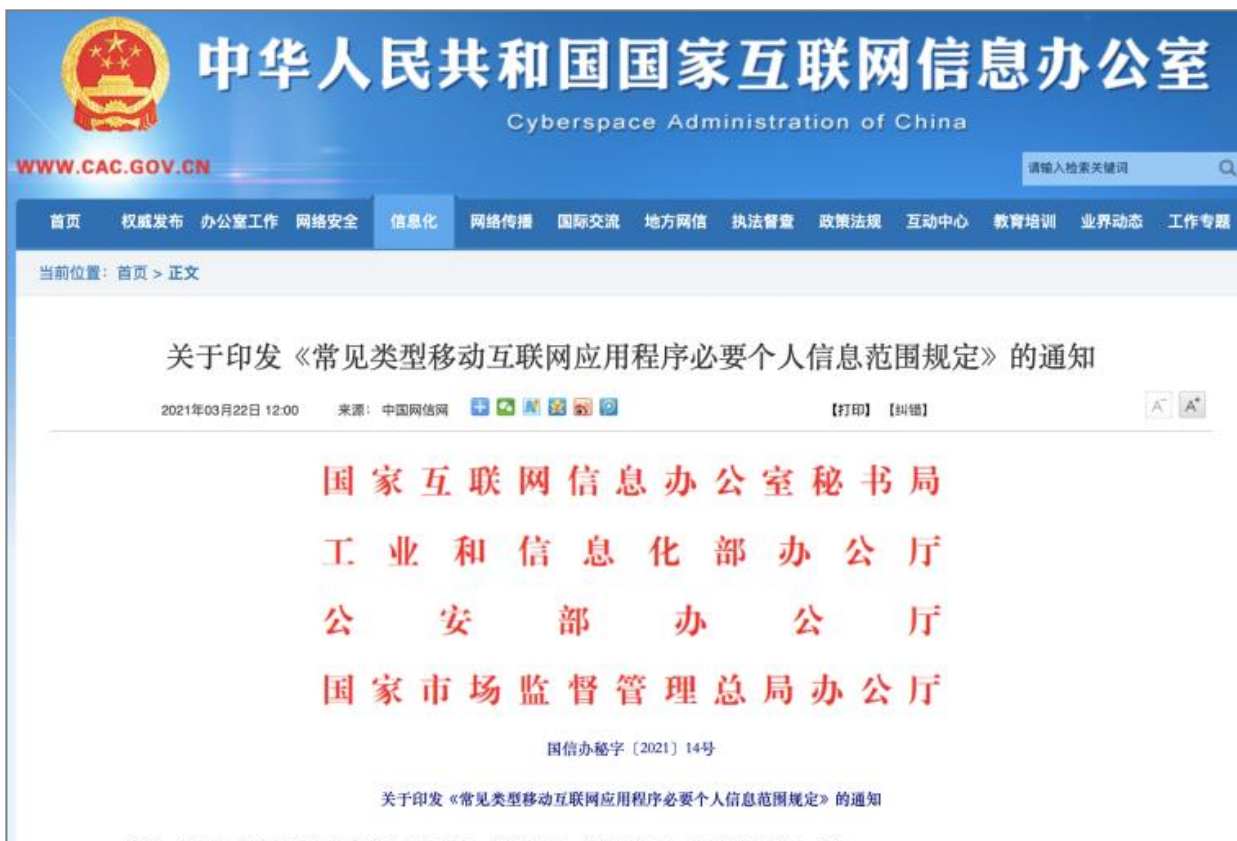 中华人民共和国国家互联网信息办公室
Cyberspace Administration of China
WWW.CAC.GOV.CN
请输入检索关键词
首页 权威发布 办公室工作 网络安全 信息化 网络传播 国际交流 地方网信 执法督查 政策法规 互动中心 教育培训 业界动态 工作专题
当前位置：首页 > 正文
关于印发《常见类型移动互联网应用程序必要个人信息范围规定》的通知
2021年03月22日 12:00 来源：中国网信网 【打印】【纠错】 A- A+
国家互联网信息办公室秘书局
工业和信息化部办公厅
公安部办公厅
国家市场监督管理总局办公厅
国信办秘字〔2021〕14号
关于印发《常见类型移动互联网应用程序必要个人信息范围规定》的通知